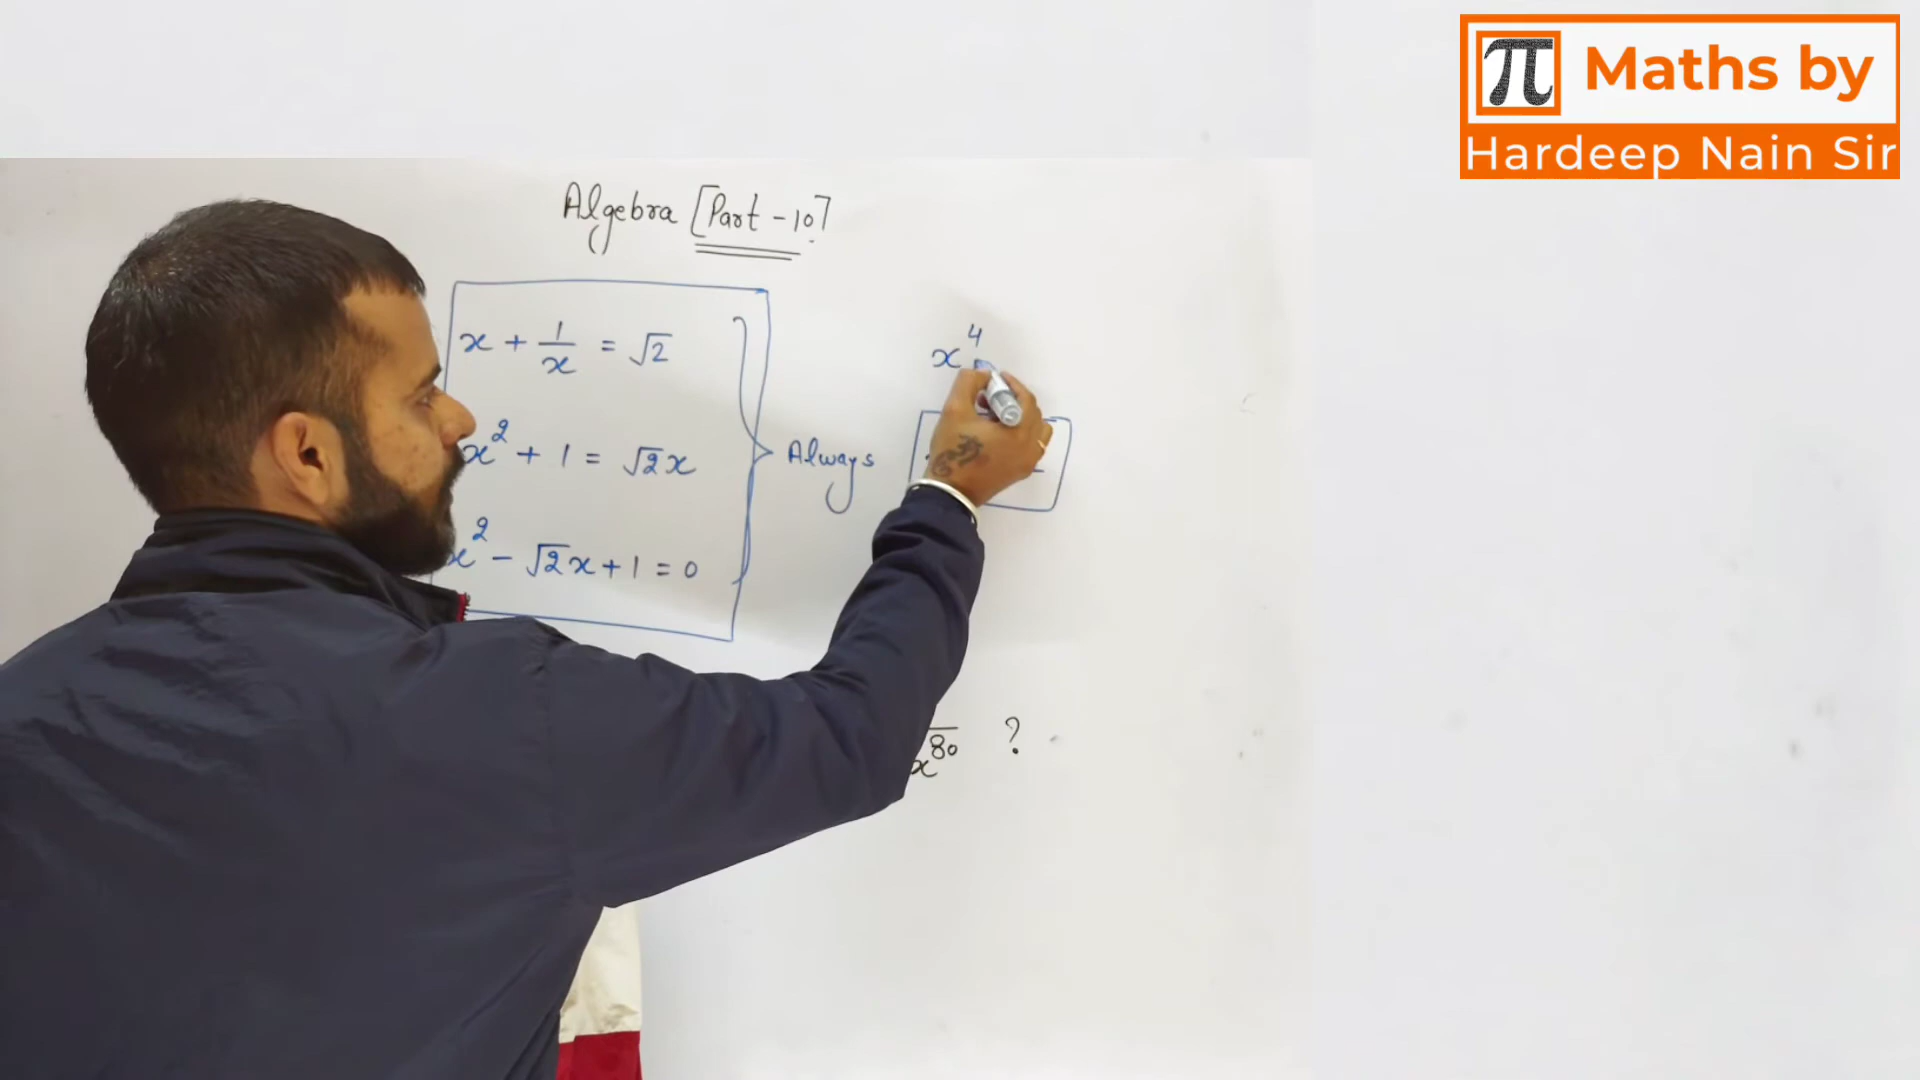 π Maths by
Hardeep Nain Sir
Algebra [Part - 10]
x + 1/x = √2
x² + 1 = √2x
x² - √2x + 1 = 0
Always
x⁴
x⁸⁰ ?